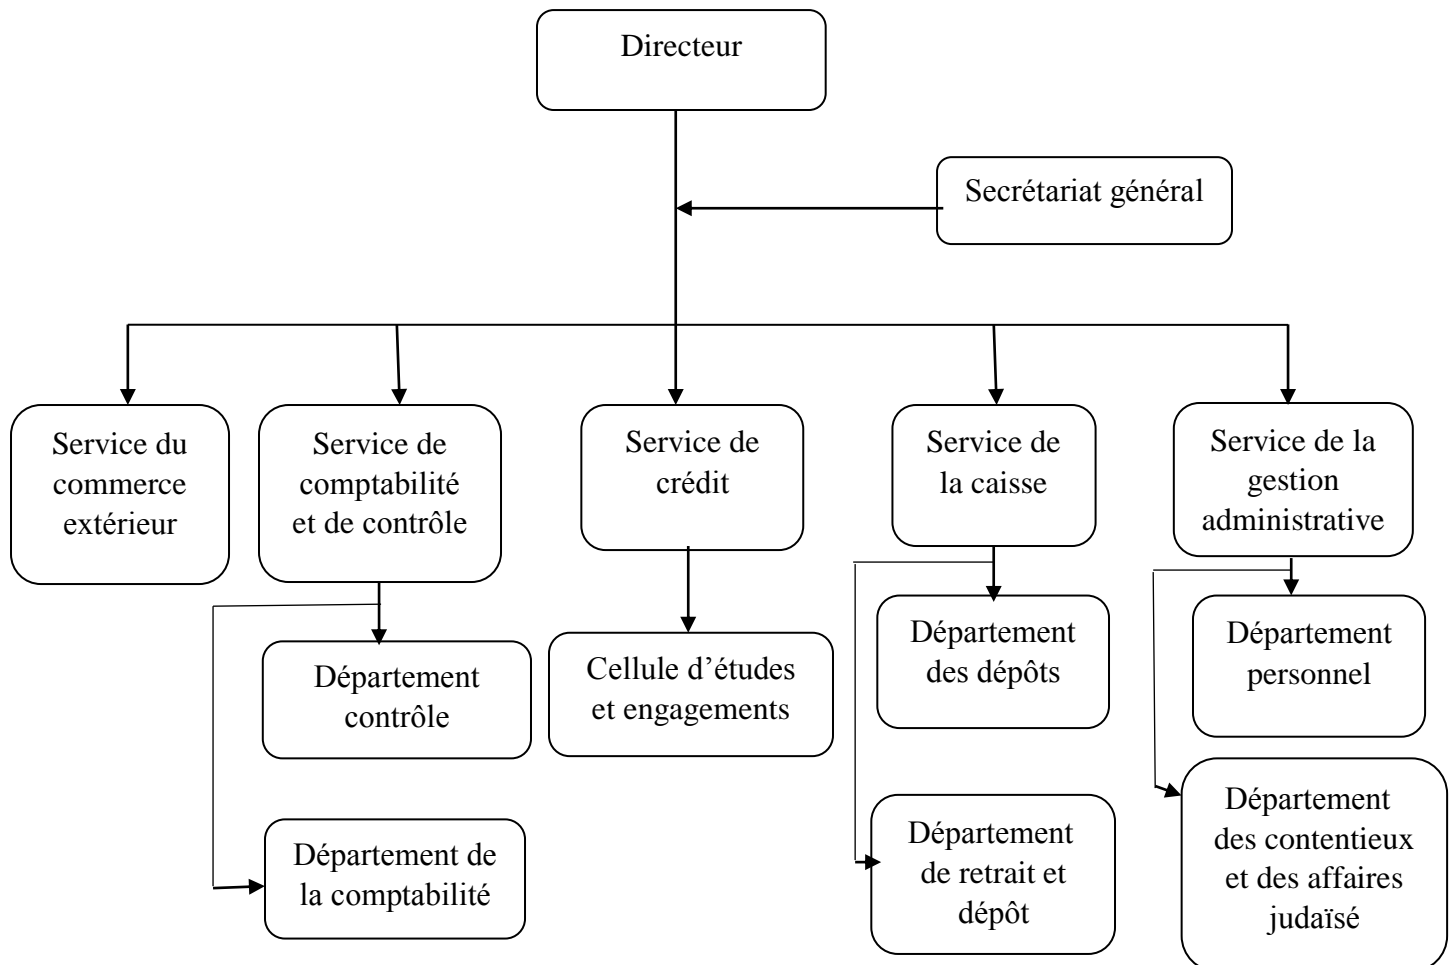 Directeur
Secrétariat général
Service du
commerce
extérieur
Service de
comptabilité
et de contrôle
Service de
crédit
Service de
la caisse
Service de la
gestion
administrative
Département
contrôle
Cellule d’études
et engagements
Département
des dépôts
Département
personnel
Département de
la comptabilité
Département
de retrait et
dépôt
Département
des contentieux
et des affaires
judaïsé